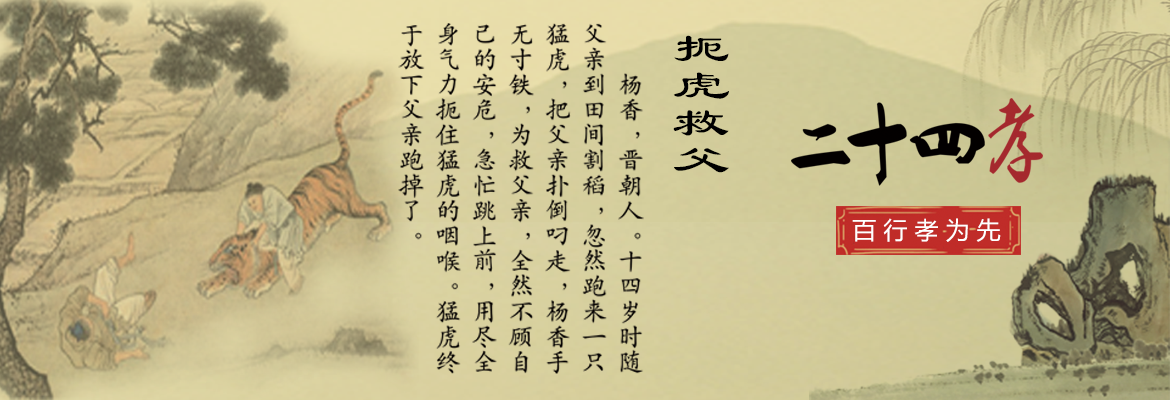 二十四孝
百行孝为先
扼虎救父
杨香，晋朝人。十四岁时随
父亲到田间割稻，忽然跑来一只
猛虎，把父亲扑倒叼走，杨香手
无寸铁，为救父亲，全然不顾自
己的安危，急忙跳上前，用尽全
身气力扼住猛虎的咽喉。猛虎终
于放下父亲跑掉了。